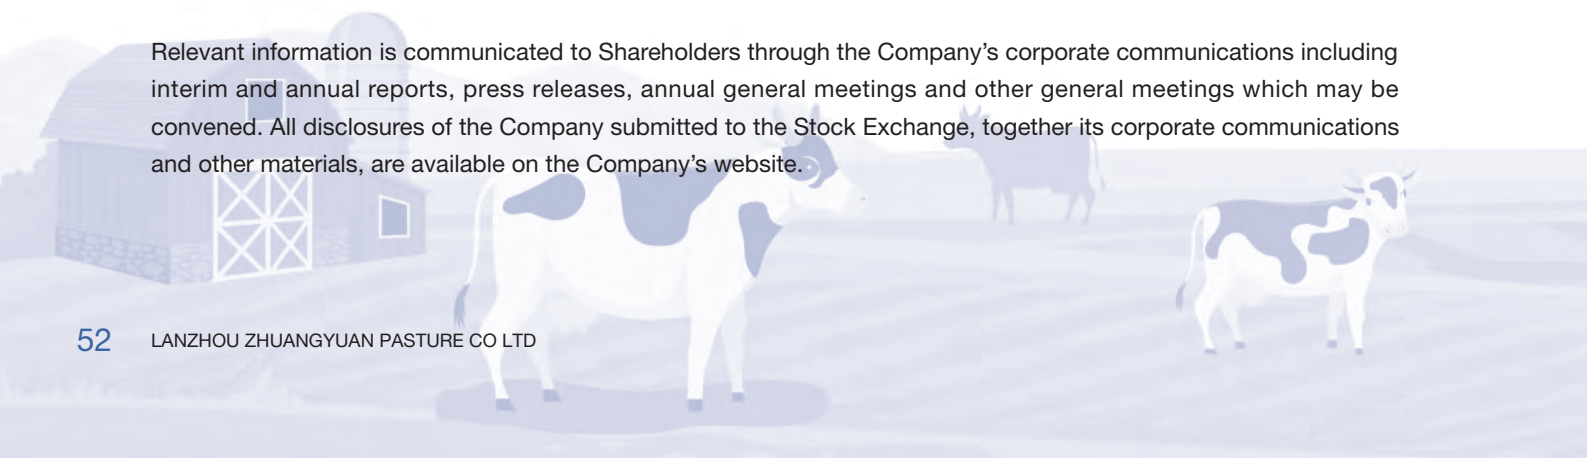 Relevant information is communicated to Shareholders through the Company’s corporate communications including
interim and annual reports, press releases, annual general meetings and other general meetings which may be
convened. All disclosures of the Company submitted to the Stock Exchange, together its corporate communications
and other materials, are available on the Company’s website.
52 LANZHOU ZHUANGYUAN PASTURE CO LTD